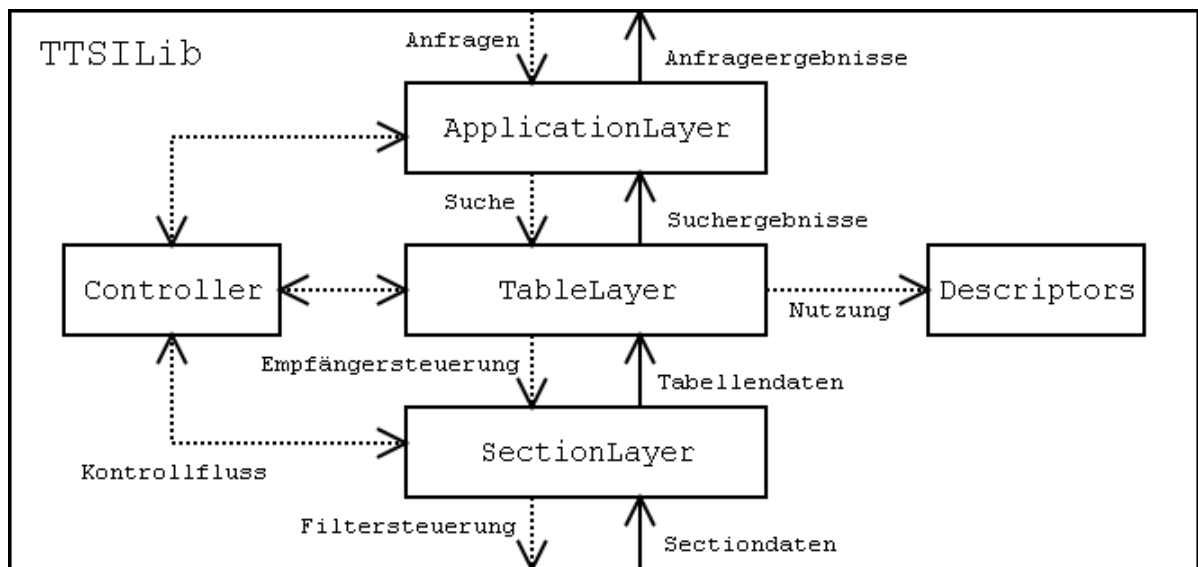 TTSILib
Anfragen
Anfrageergebnisse
ApplicationLayer
Suche
Suchergebnisse
Controller
TableLayer
Nutzung
Descriptors
Empfängersteuerung
Tabellendaten
SectionLayer
Kontrollfluss
Filtersteuerung
Sectiondaten